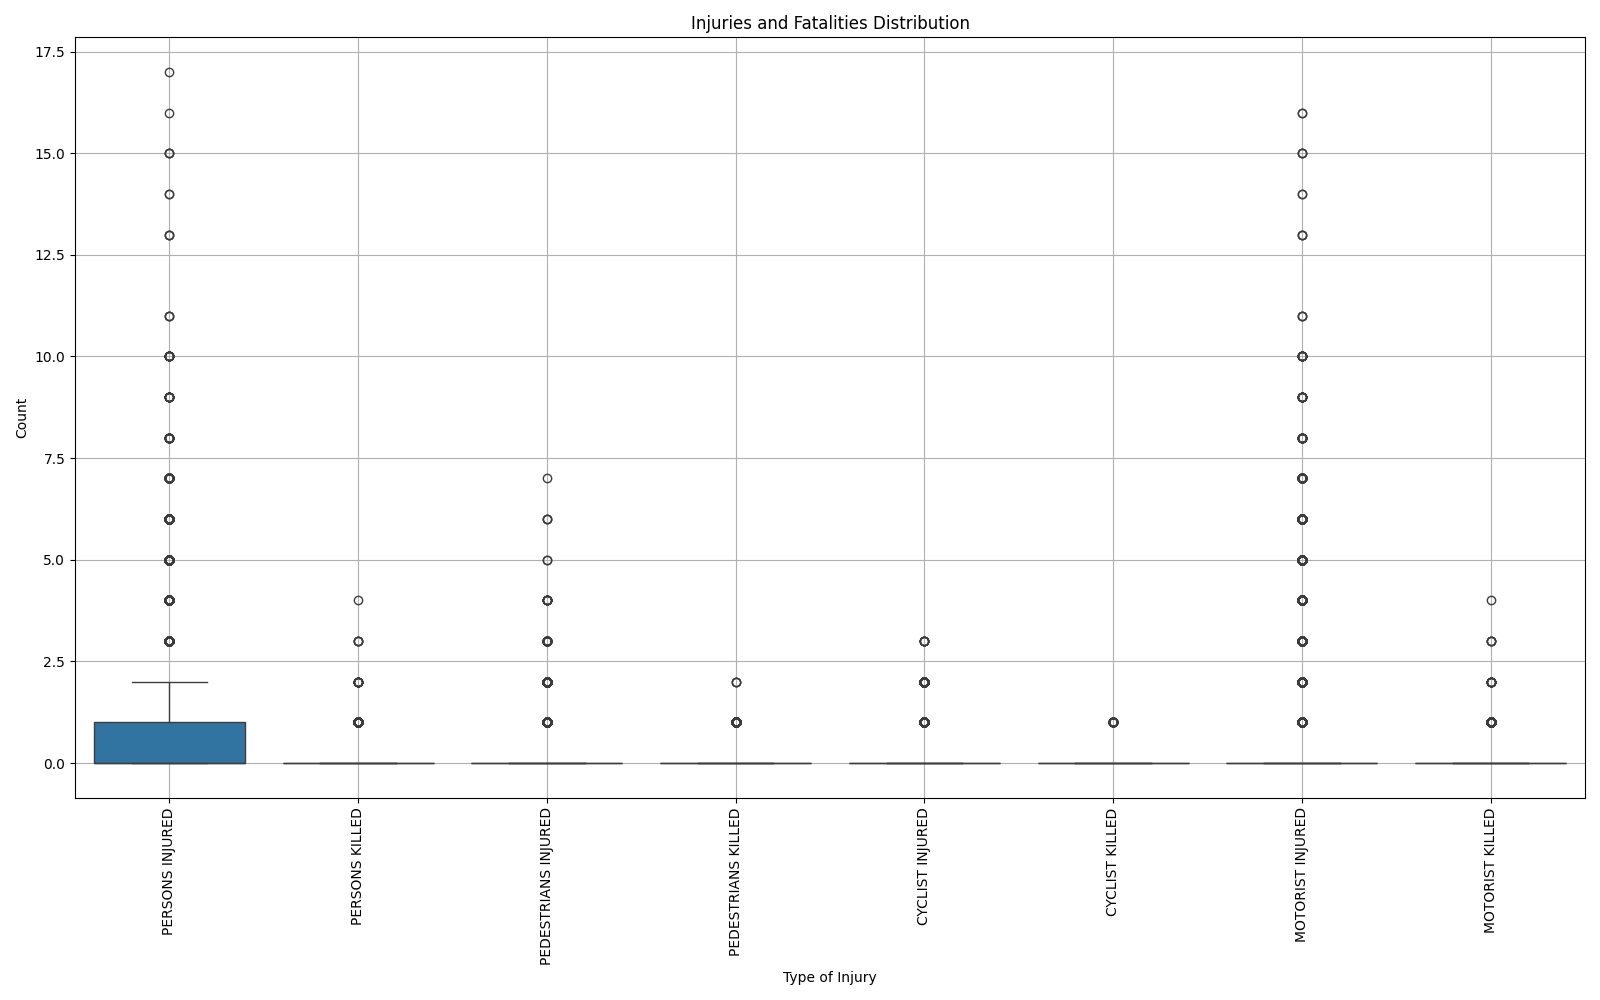 Injuries and Fatalities Distribution
17.5
15.0
12.5
10.0
7.5
5.0
2.5
0.0
Count
PERSONS INJURED
PERSONS KILLED
PEDESTRIANS INJURED
PEDESTRIANS KILLED
CYCLIST INJURED
CYCLIST KILLED
MOTORIST INJURED
MOTORIST KILLED
Type of Injury